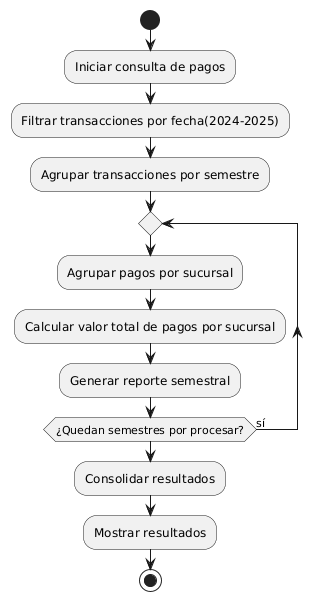 Iniciar consulta de pagos
Filtrar transacciones por fecha(2024-2025)
Agrupar transacciones por semestre
Agrupar pagos por sucursal
Calcular valor total de pagos por sucursal
Generar reporte semestral
¿Quedan semestres por procesar?
sí
Consolidar resultados
Mostrar resultados